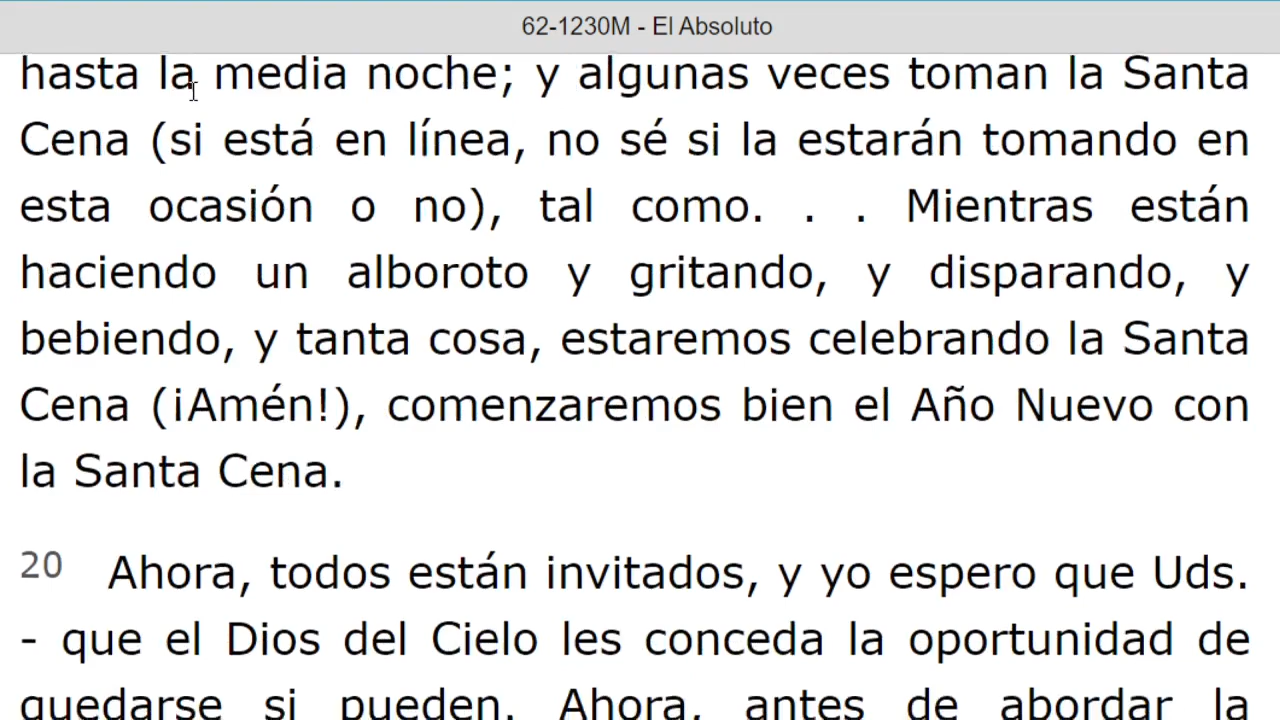 62-1230M - El Absoluto
hasta la media noche; y algunas veces toman la Santa
Cena (si está en línea, no sé si la estarán tomando en
esta ocasión o no), tal como. . . Mientras están
haciendo un alboroto y gritando, y disparando, y
bebiendo, y tanta cosa, estaremos celebrando la Santa
Cena (¡Amén!), comenzaremos bien el Año Nuevo con
la Santa Cena.
20 Ahora, todos están invitados, y yo espero que Uds.
- que el Dios del Cielo les conceda la oportunidad de
quedarse si pueden. Ahora, antes de abordar la